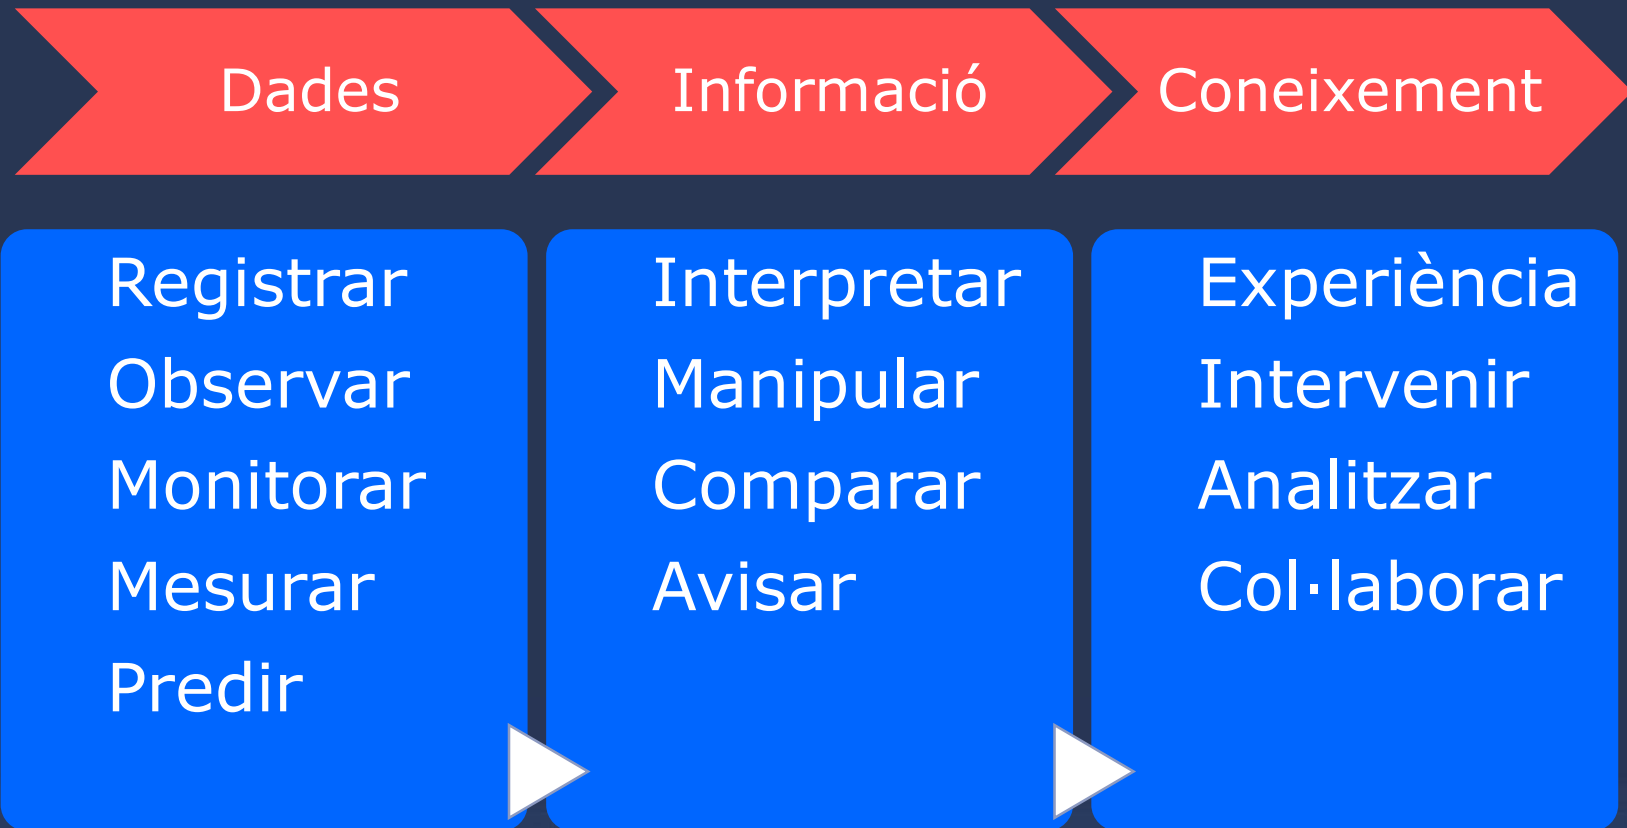 Dades
Informació
Coneixement
Registrar
Observar
Monitorar
Mesurar
Predir
Interpretar
Manipular
Comparar
Avisar
Experiència
Intervenir
Analitzar
Col·laborar